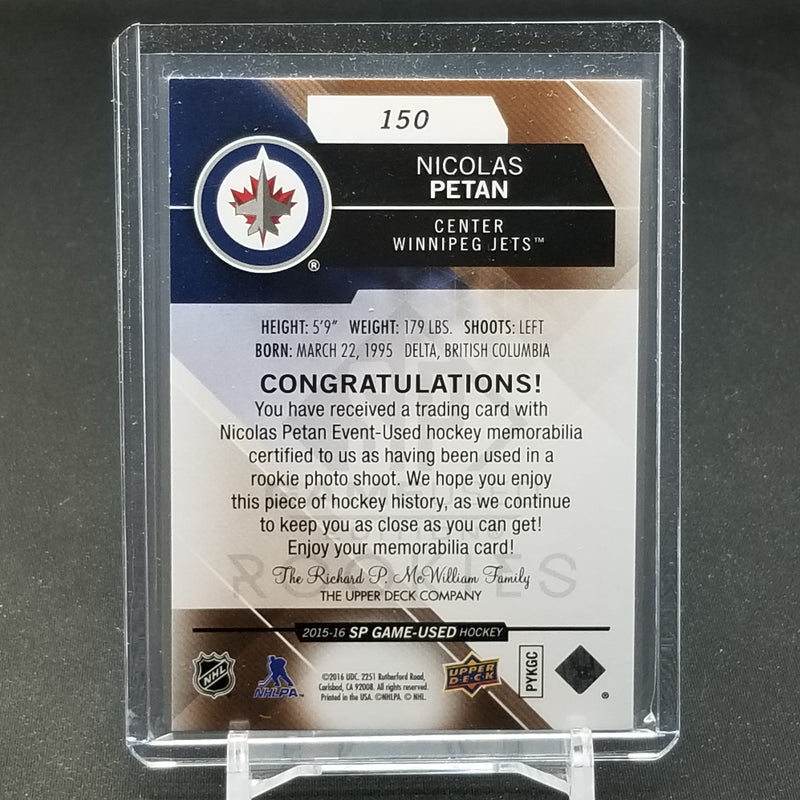 150
NICOLAS
PETAN
CENTER
WINNIPEG JETS™
®
HEIGHT: 5'9" WEIGHT: 179 LBS. SHOOTS: LEFT
BORN: MARCH 22, 1995 DELTA, BRITISH COLUMBIA
CONGRATULATIONS!
You have received a trading card with
Nicolas Petan Event-Used hockey memorabilia
certified to us as having been used in a
rookie photo shoot. We hope you enjoy
this piece of hockey history, as we continue
to keep you as close as you can get!
Enjoy your memorabilia card!
ROOKIES
The Richard P. McWilliam Family
THE UPPER DECK COMPANY
2015-16 SP GAME-USED HOCKEY
NHL
NHLPA™
©2016 UDC. 2251 Rutherford Road,
Carlsbad, CA 92008. All rights reserved.
Printed in the USA. ©NHLPA. © NHL.
UPPER
DECK
PYKGC
®